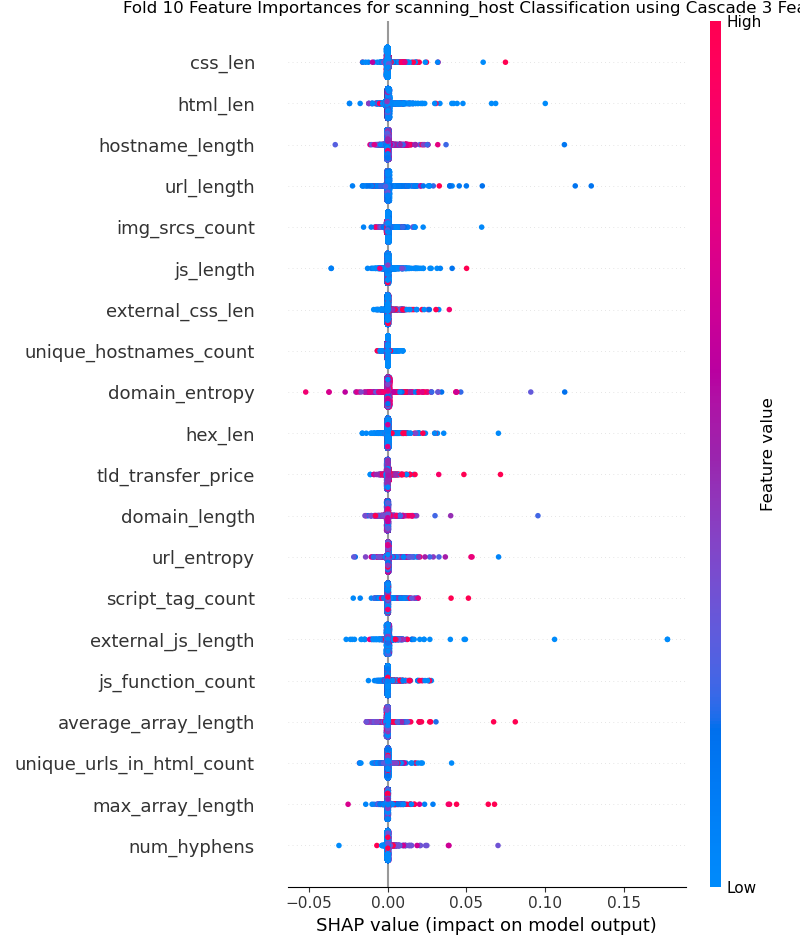 Fold 10 Feature Importances for scanning_host Classification using Cascade 3 Fea
High
css_len
html_len
hostname_length
url_length
img_srcs_count
js_length
external_css_len
unique_hostnames_count
domain_entropy
hex_len
tld_transfer_price
domain_length
url_entropy
script_tag_count
external_js_length
js_function_count
average_array_length
unique_urls_in_html_count
max_array_length
num_hyphens
Feature value
Low
−0.05 0.00 0.05 0.10 0.15
SHAP value (impact on model output)